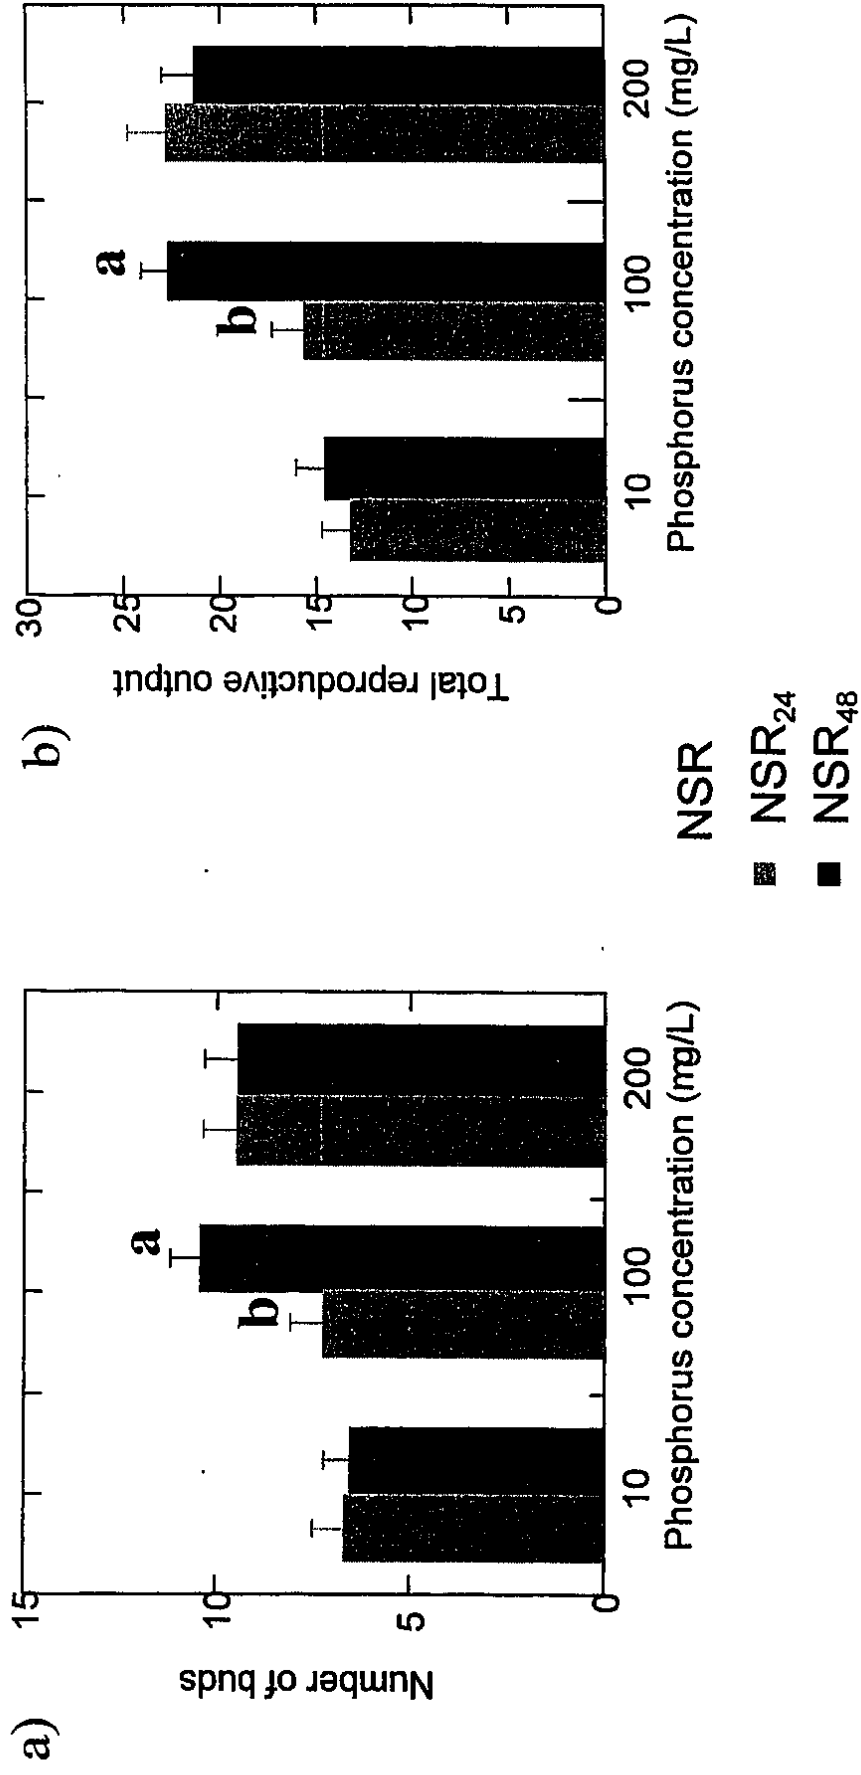 a)
Number of buds
15
10
5
0
b
a
10
100
200
Phosphorus concentration (mg/L)
b)
Total reproductive output
30
25
20
15
10
5
0
b
a
10
100
200
Phosphorus concentration (mg/L)
NSR
NSR₂₄
NSR₄₈